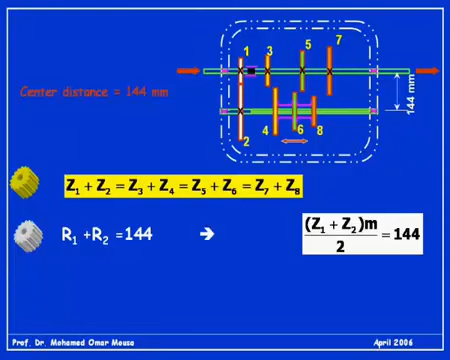 1 3 5 7
Center distance = 144 mm
144 mm
4 6 8
2
Z₁ + Z₂ = Z₃ + Z₄ = Z₅ + Z₆ = Z₇ + Z₈
R₁ +R₂ =144 ➔ (Z₁ + Z₂)m / 2 = 144
Prof. Dr. Mohamed Omar Mousa April 2006